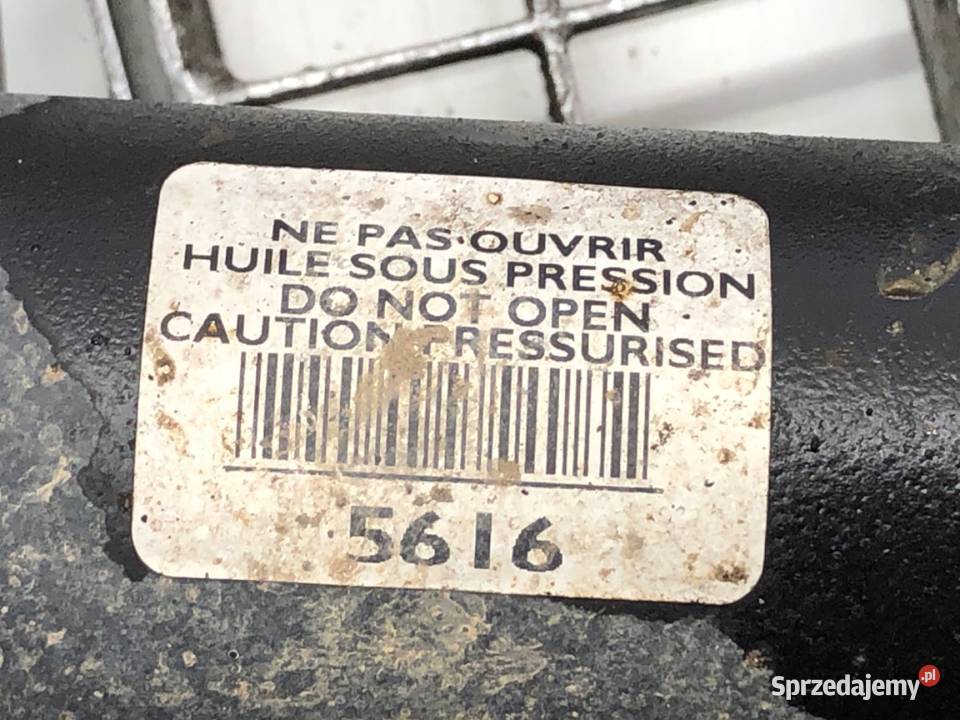 NE PAS OUVRIR
HUILE SOUS PRESSION
DO NOT OPEN
CAUTION PRESSURISED
5616
Sprzedajemy.pl